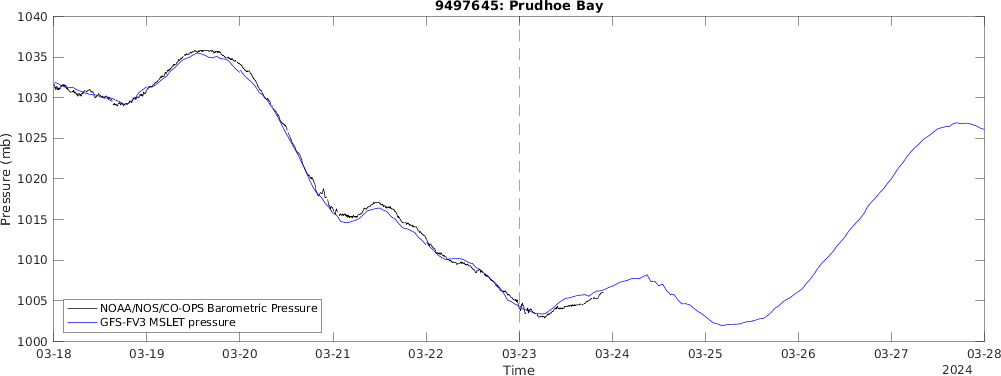 9497645: Prudhoe Bay
1040
1035
1030
1025
1020
1015
1010
1005
1000
Pressure (mb)
NOAA/NOS/CO-OPS Barometric Pressure
GFS-FV3 MSLET pressure
03-18 03-19 03-20 03-21 03-22 03-23 03-24 03-25 03-26 03-27 03-28
Time
2024